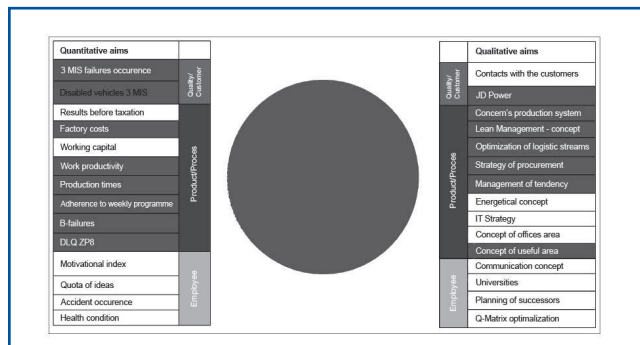 Quantitative aims
3 MIS failures occurence
Disabled vehicles 3 MIS
Quality/
Customer
Results before taxation
Factory costs
Working capital
Work productivity
Production times
Adherence to weekly programme
B-failures
DLQ ZP8
Product/Proces
Motivational index
Quota of ideas
Accident occurence
Health condition
Employee
Qualitative aims
Quality/
Customer
Contacts with the customers
JD Power
Product/Proces
Concern's production system
Lean Management - concept
Optimization of logistic streams
Strategy of procurement
Management of tendency
Energetical concept
IT Strategy
Concept of offices area
Concept of useful area
Employee
Communication concept
Universities
Planning of successors
Q-Matrix optimalization